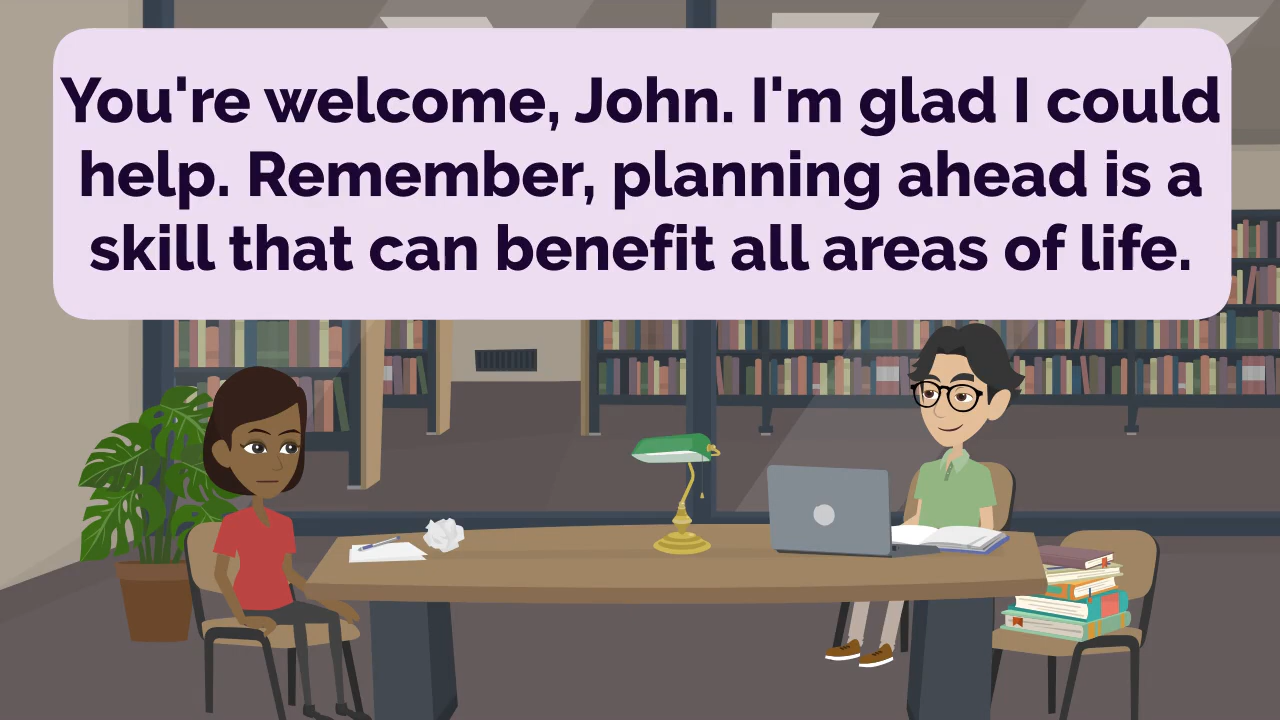 You're welcome, John. I'm glad I could
help. Remember, planning ahead is a
skill that can benefit all areas of life.